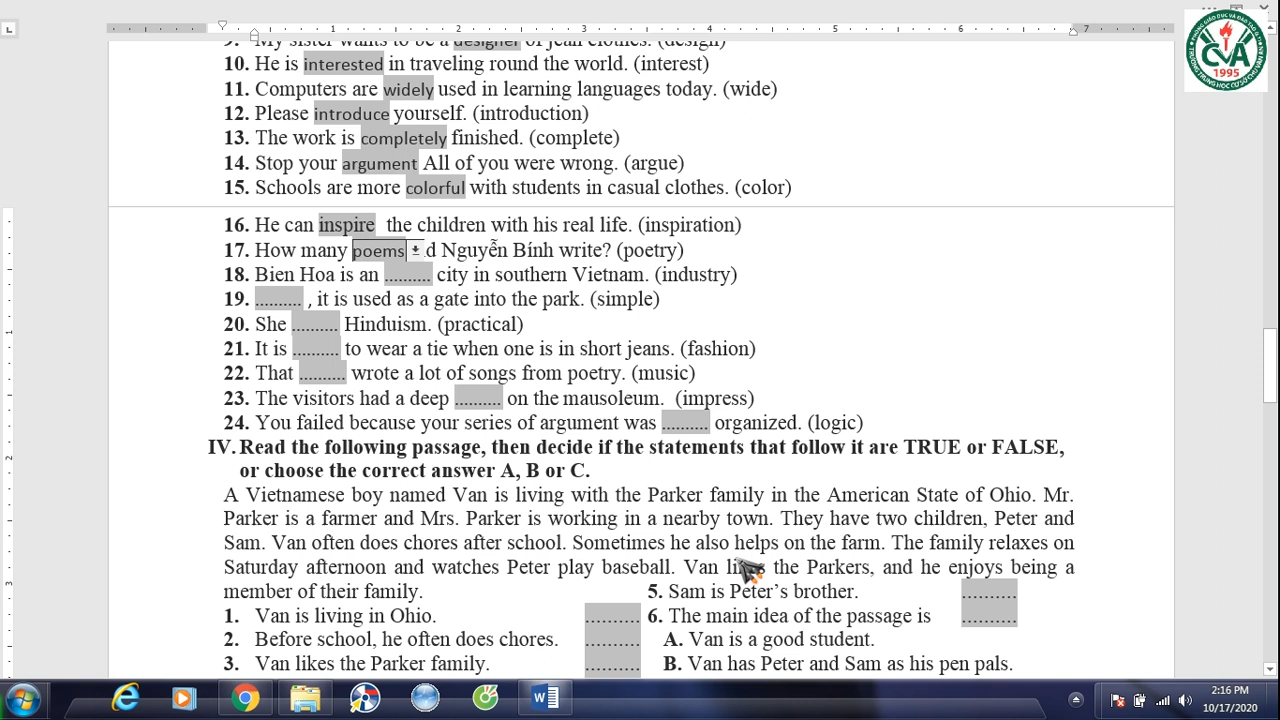 9. My sister wants to be a designer of jean clothes. (design)
10. He is interested in traveling round the world. (interest)
11. Computers are widely used in learning languages today. (wide)
12. Please introduce yourself. (introduction)
13. The work is completely finished. (complete)
14. Stop your argument All of you were wrong. (argue)
15. Schools are more colorful with students in casual clothes. (color)
16. He can inspire the children with his real life. (inspiration)
17. How many poems d Nguyễn Bính write? (poetry)
18. Bien Hoa is an .......... city in southern Vietnam. (industry)
19. .......... , it is used as a gate into the park. (simple)
20. She .......... Hinduism. (practical)
21. It is .......... to wear a tie when one is in short jeans. (fashion)
22. That .......... wrote a lot of songs from poetry. (music)
23. The visitors had a deep .......... on the mausoleum. (impress)
24. You failed because your series of argument was .......... organized. (logic)
IV. Read the following passage, then decide if the statements that follow it are TRUE or FALSE,
or choose the correct answer A, B or C.
A Vietnamese boy named Van is living with the Parker family in the American State of Ohio. Mr.
Parker is a farmer and Mrs. Parker is working in a nearby town. They have two children, Peter and
Sam. Van often does chores after school. Sometimes he also helps on the farm. The family relaxes on
Saturday afternoon and watches Peter play baseball. Van likes the Parkers, and he enjoys being a
member of their family.
5. Sam is Peter’s brother. ..........
1. Van is living in Ohio. ..........
6. The main idea of the passage is ..........
2. Before school, he often does chores. ..........
A. Van is a good student.
3. Van likes the Parker family. ..........
B. Van has Peter and Sam as his pen pals.
CVA
1995
2:16 PM
10/17/2020